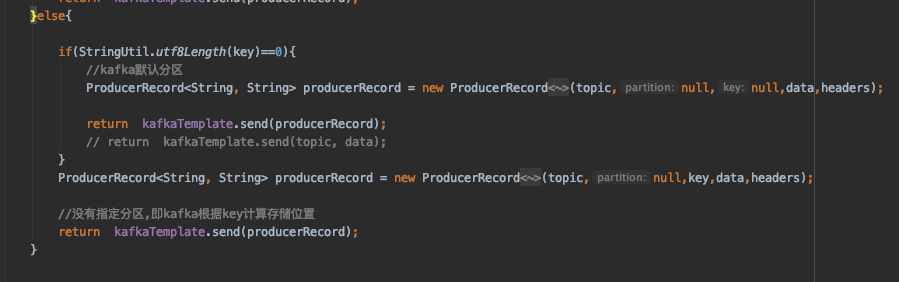 return kafkaTemplate.send(producerRecord);
}else{
if(StringUtil.utf8Length(key)==0){
//kafka默认分区
ProducerRecord<String, String> producerRecord = new ProducerRecord<~>(topic, partition: null, key: null,data,headers);
return kafkaTemplate.send(producerRecord);
// return kafkaTemplate.send(topic, data);
}
ProducerRecord<String, String> producerRecord = new ProducerRecord<~>(topic, partition: null,key,data,headers);
//没有指定分区,即kafka根据key计算存储位置
return kafkaTemplate.send(producerRecord);
}